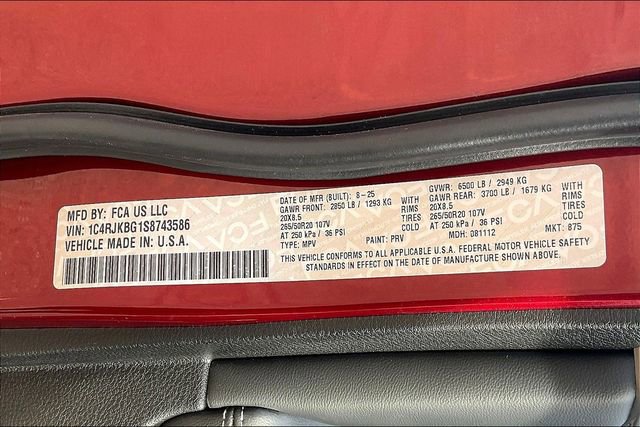 MFD BY: FCA US LLC
VIN: 1C4RJKBG1S8743586
VEHICLE MADE IN: U.S.A.
DATE OF MFR (BUILT): 8-25
GAWR FRONT: 2850 LB / 1293 KG WITH
20X8.5 RIMS
265/50R20 107V TIRES
AT 250 kPa / 36 PSI COLD
TYPE: MPV PAINT: PRV
GVWR: 6500 LB / 2949 KG
GAWR REAR: 3700 LB / 1679 KG WITH
20X8.5 RIMS
265/50R20 107V TIRES
AT 250 kPa / 36 PSI COLD
MDH: 081112 MKT: 875
THIS VEHICLE CONFORMS TO ALL APPLICABLE U.S.A. FEDERAL MOTOR VEHICLE SAFETY
STANDARDS IN EFFECT ON THE DATE OF MANUFACTURE SHOWN ABOVE.